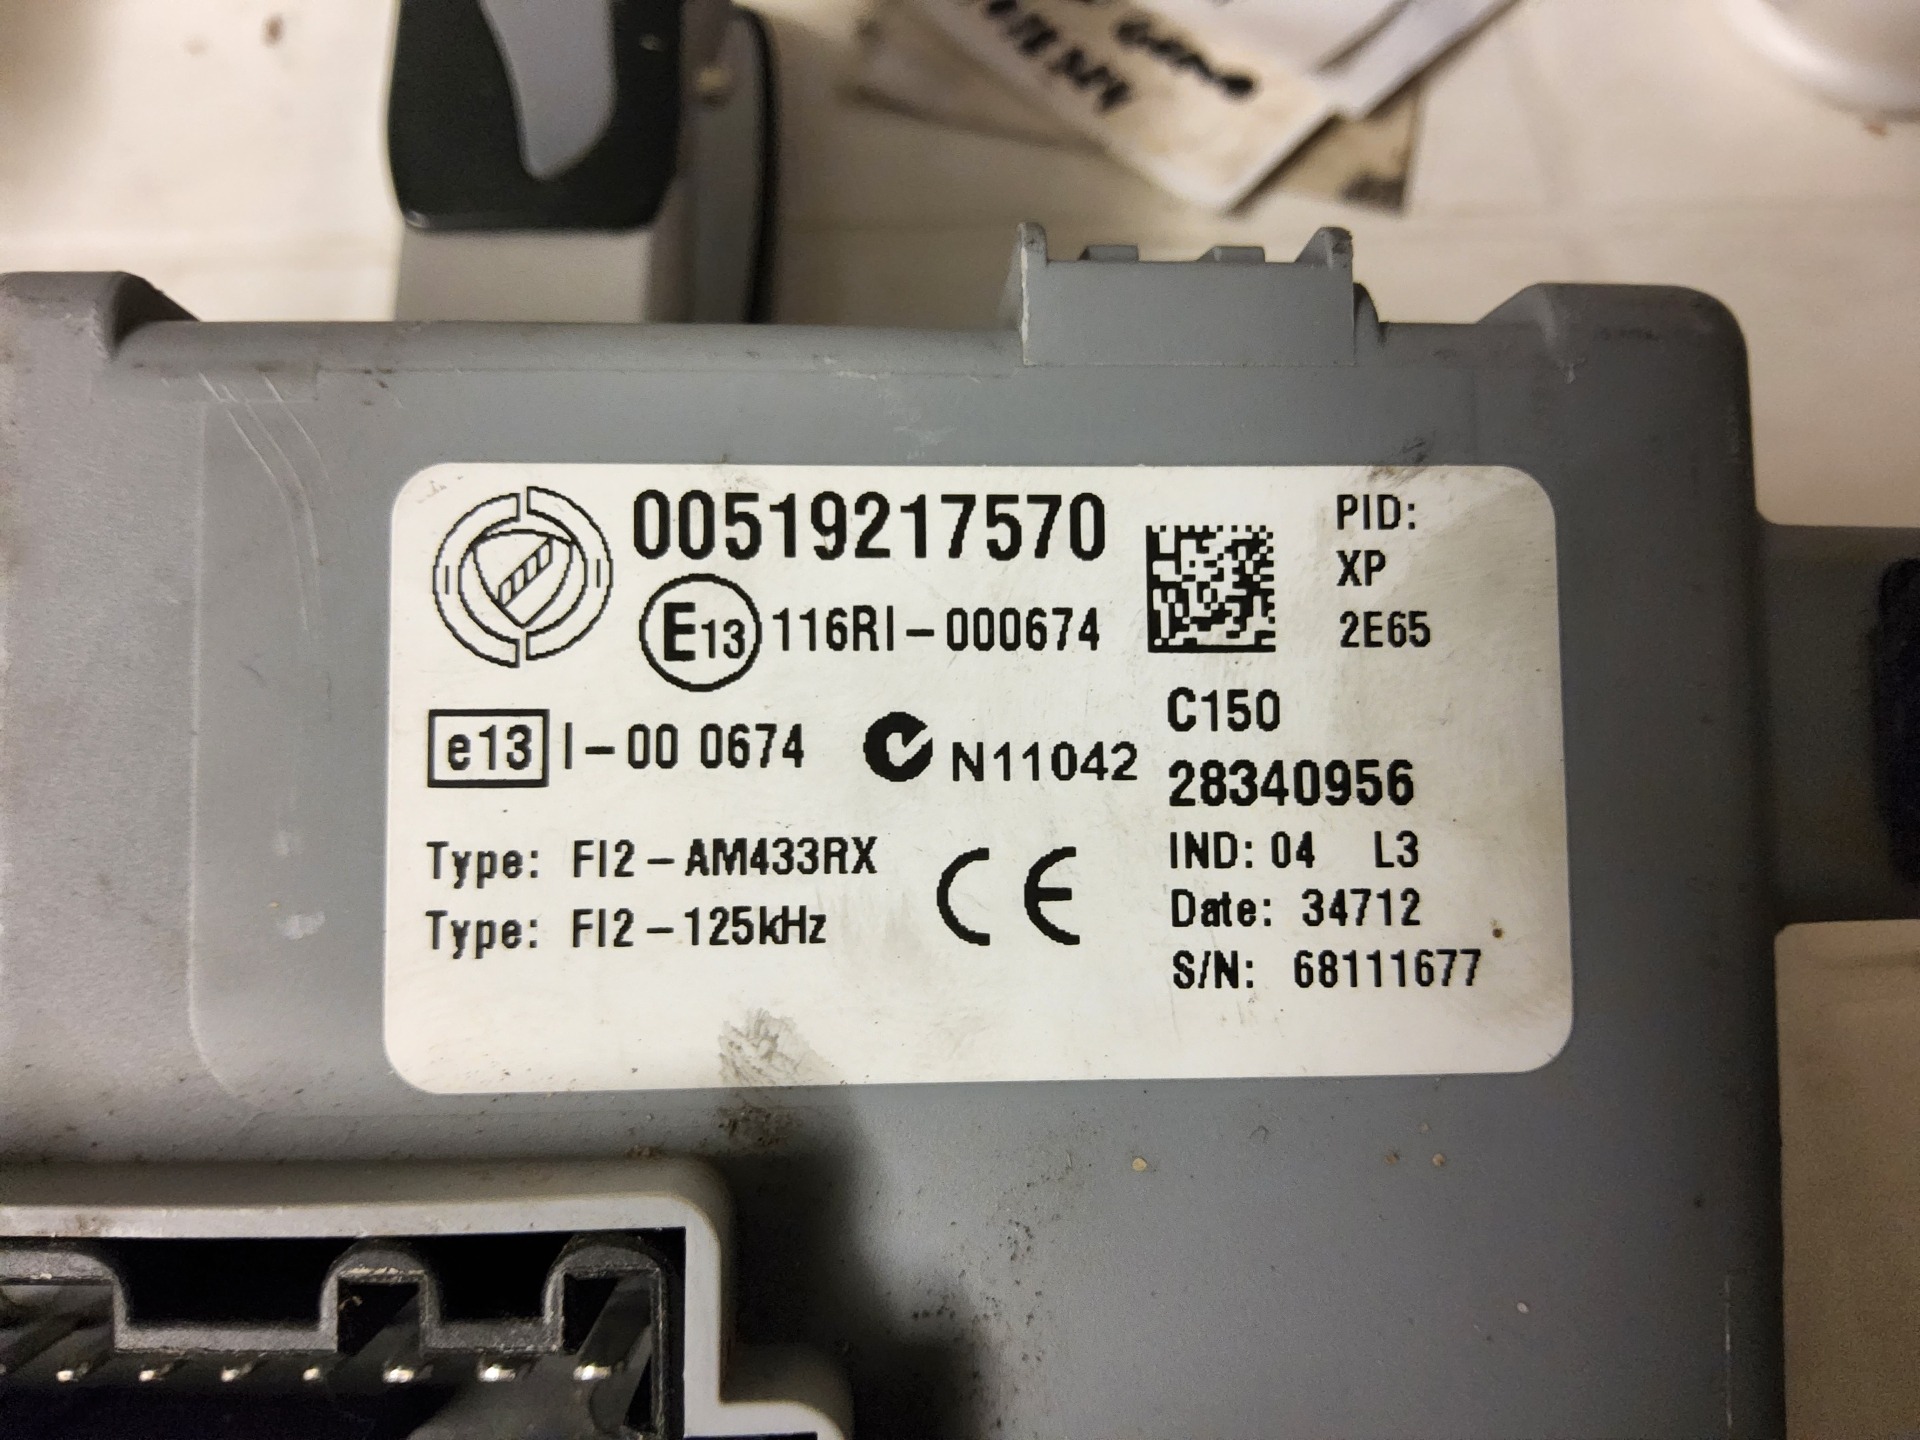 00519217570
E13 116RI-000674
e13 I-00 0674
N11042
Type: FI2-AM433RX
Type: FI2-125kHz
CE
PID:
XP
2E65
C150
28340956
IND: 04 L3
Date: 34712
S/N: 68111677